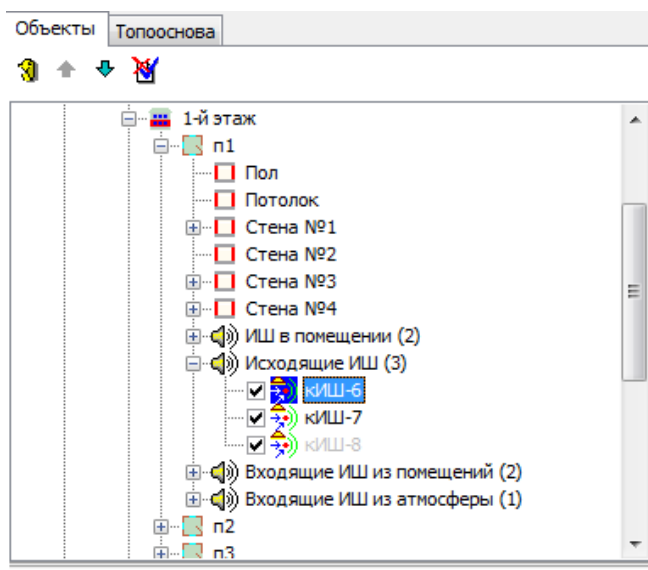 Объекты Топооснова
1-й этаж
п1
Пол
Потолок
Стена №1
Стена №2
Стена №3
Стена №4
ИШ в помещении (2)
Исходящие ИШ (3)
кИШ-6
кИШ-7
кИШ-8
Входящие ИШ из помещений (2)
Входящие ИШ из атмосферы (1)
п2
п3